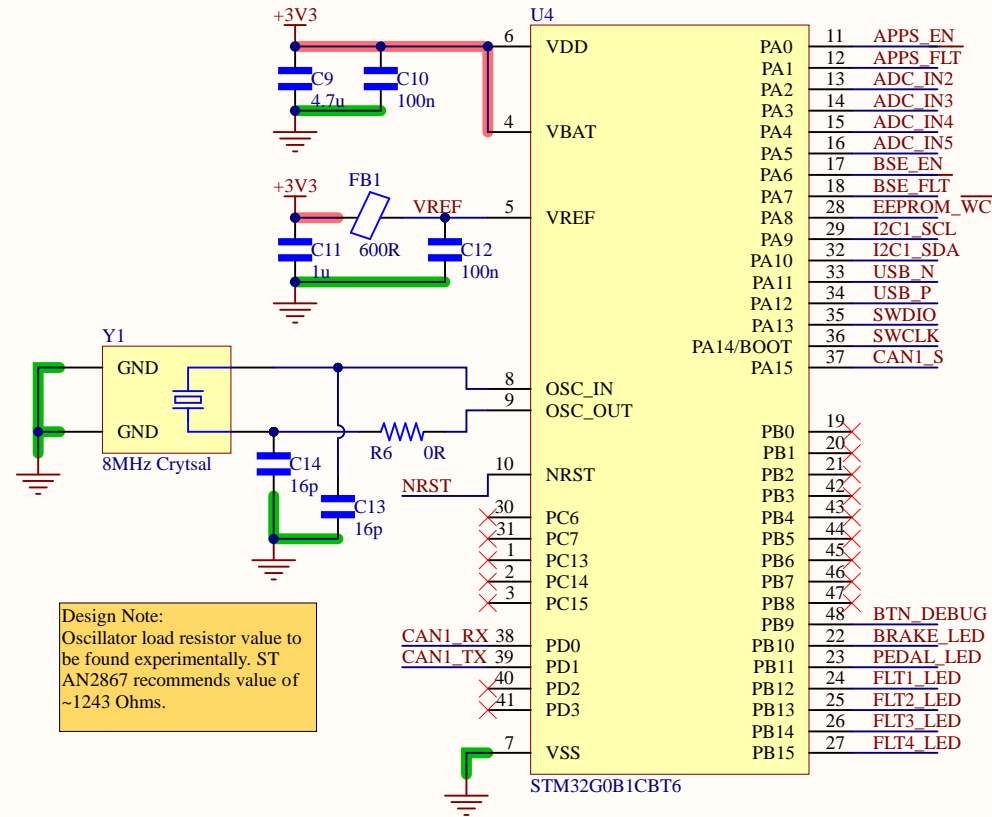 U4
+3V3
6
VDD
C9
4.7u
C10
100n
4
VBAT
+3V3
FB1
600R
VREF
5
VREF
C11
1u
C12
100n
Y1
GND
GND
8MHz Crytsal
8
OSC_IN
9
OSC_OUT
R6
0R
C14
16p
C13
16p
NRST
10
NRST
30
PC6
31
PC7
1
PC13
2
PC14
3
PC15
CAN1_RX
38
PD0
CAN1_TX
39
PD1
40
PD2
41
PD3
7
VSS
PA0
11
APPS_EN
PA1
12
APPS_FLT
PA2
13
ADC_IN2
PA3
14
ADC_IN3
PA4
15
ADC_IN4
PA5
16
ADC_IN5
PA6
17
BSE_EN
PA7
18
BSE_FLT
PA8
28
EEPROM_WC
PA9
29
I2C1_SCL
PA10
32
I2C1_SDA
PA11
33
USB_N
PA12
34
USB_P
PA13
35
SWDIO
PA14/BOOT
36
SWCLK
PA15
37
CAN1_S
PB0
19
PB1
20
PB2
21
PB3
42
PB4
43
PB5
44
PB6
45
PB7
46
PB8
47
PB9
48
BTN_DEBUG
PB10
22
BRAKE_LED
PB11
23
PEDAL_LED
PB12
24
FLT1_LED
PB13
25
FLT2_LED
PB14
26
FLT3_LED
PB15
27
FLT4_LED
STM32G0B1CBT6
Design Note:
Oscillator load resistor value to
be found experimentally. ST
AN2867 recommends value of
~1243 Ohms.